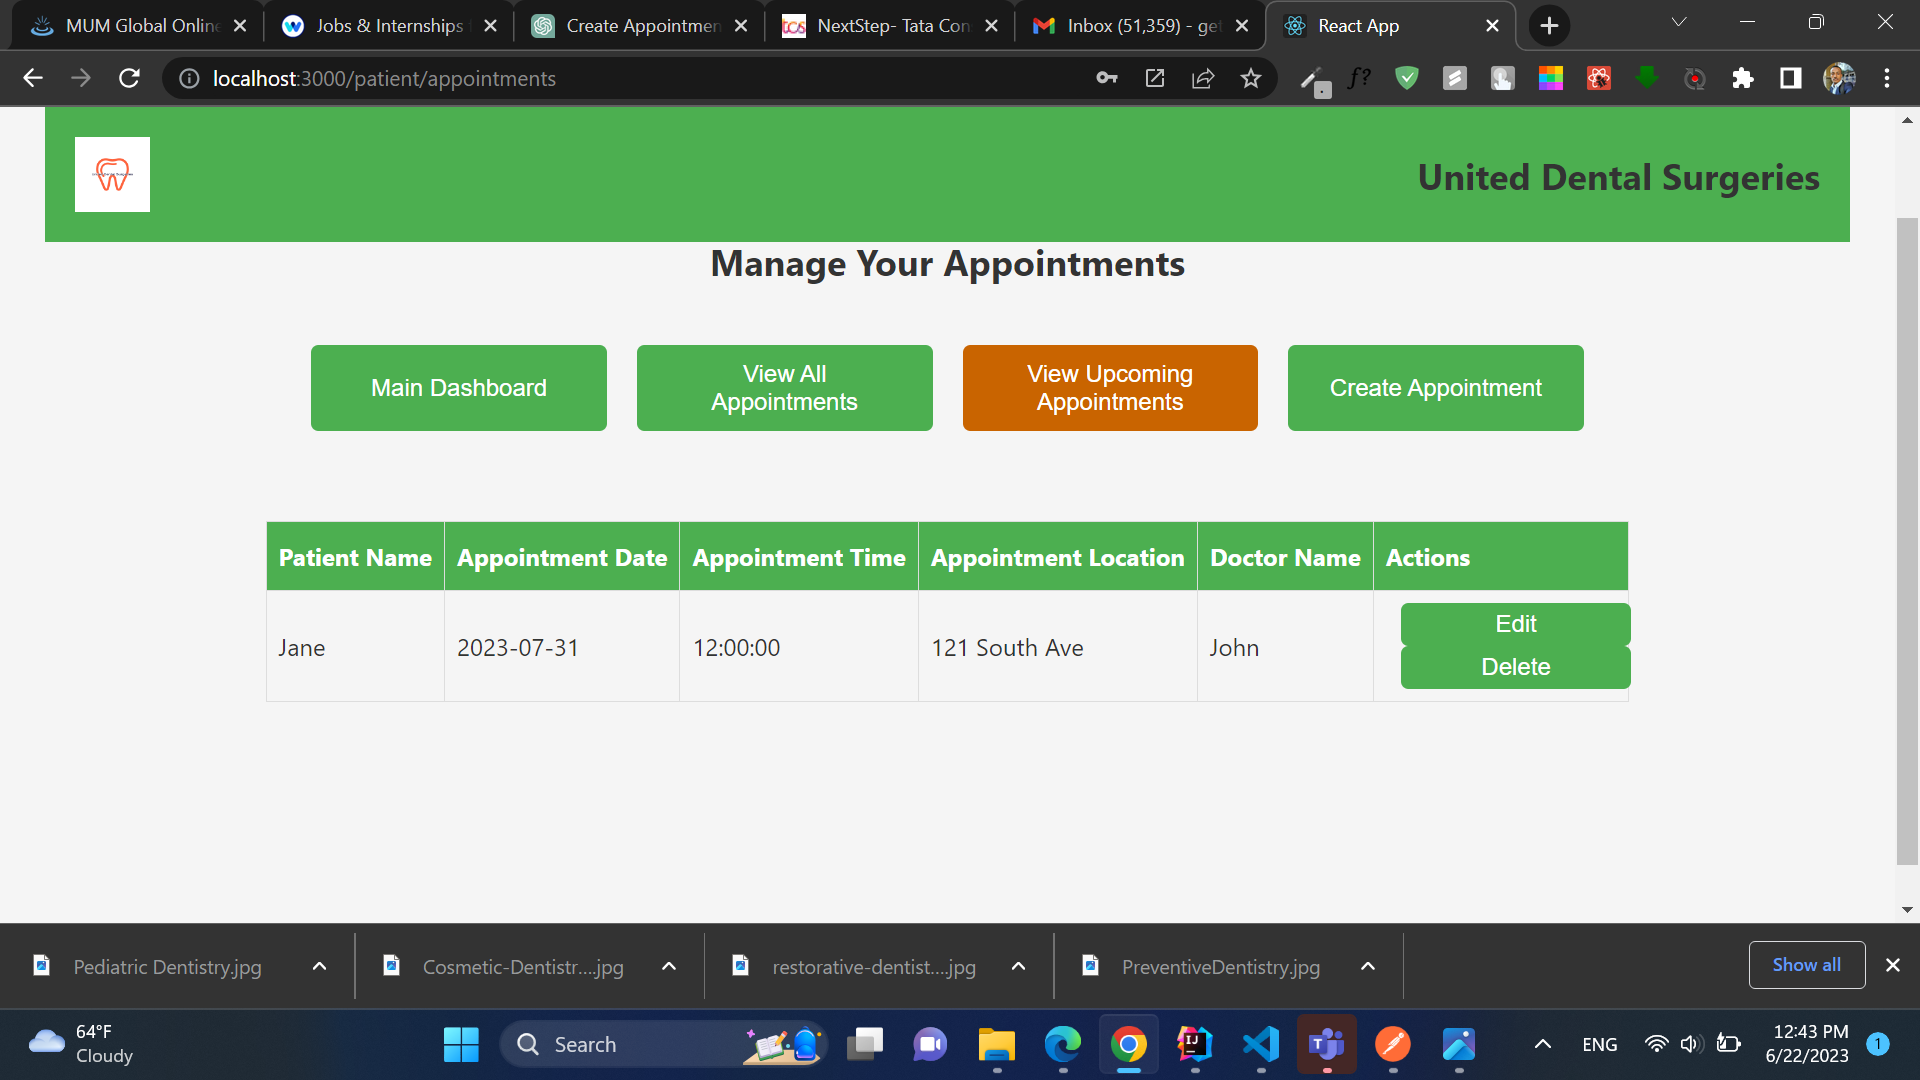 MUM Global Online
Jobs & Internships
Create Appointmen
NextStep- Tata Con
Inbox (51,359) - get
React App
localhost:3000/patient/appointments
United Dental Surgeries
Manage Your Appointments
Main Dashboard
View All
Appointments
View Upcoming
Appointments
Create Appointment
Patient Name Appointment Date Appointment Time Appointment Location Doctor Name Actions
Jane 2023-07-31 12:00:00 121 South Ave John
Edit
Delete
Pediatric Dentistry.jpg
Cosmetic-Dentistr....jpg
restorative-dentist....jpg
PreventiveDentistry.jpg
Show all
64°F
Cloudy
Search
ENG
12:43 PM
6/22/2023
1